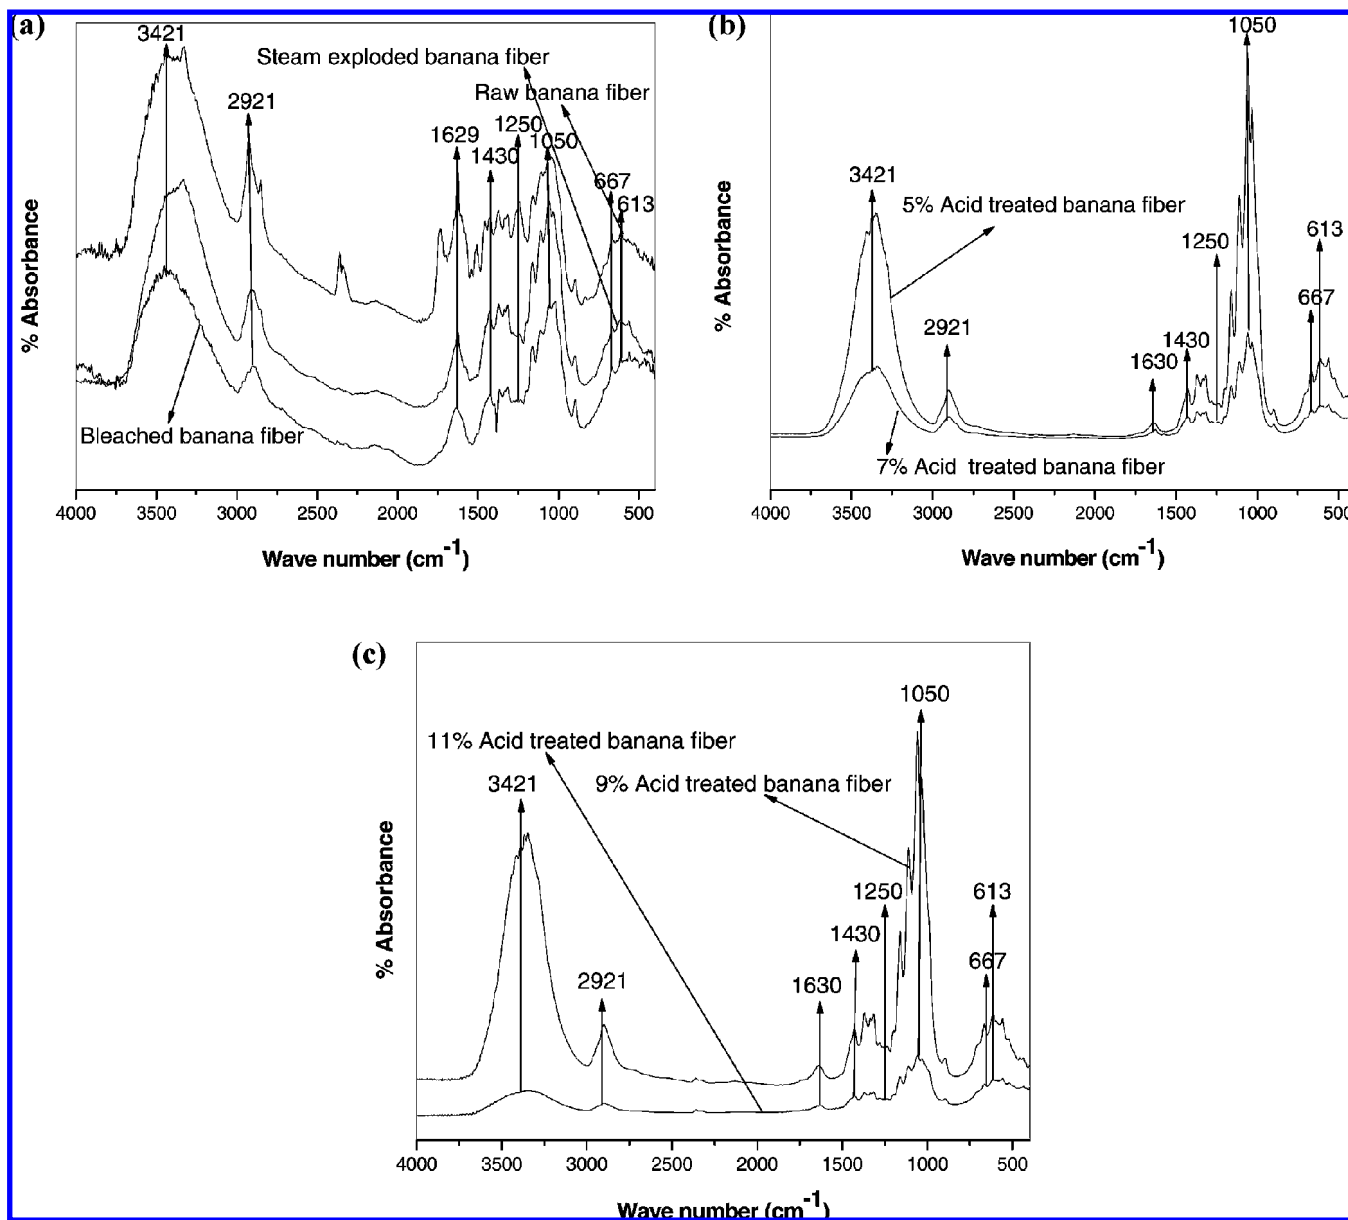 (a)
3421
Steam exploded banana fiber
2921
Raw banana fiber
1629
1430
1250
1050
667
613
Bleached banana fiber
% Absorbance
4000 3500 3000 2500 2000 1500 1000 500
Wave number (cm-1)
(b)
1050
3421
5% Acid treated banana fiber
1250
613
2921
1630
1430
667
7% Acid treated banana fiber
% Absorbance
4000 3500 3000 2500 2000 1500 1000 500
Wave number (cm-1)
(c)
1050
11% Acid treated banana fiber
3421
9% Acid treated banana fiber
1250
613
1430
2921
1630
667
% Absorbance
4000 3500 3000 2500 2000 1500 1000 500
Wave number (cm-1)